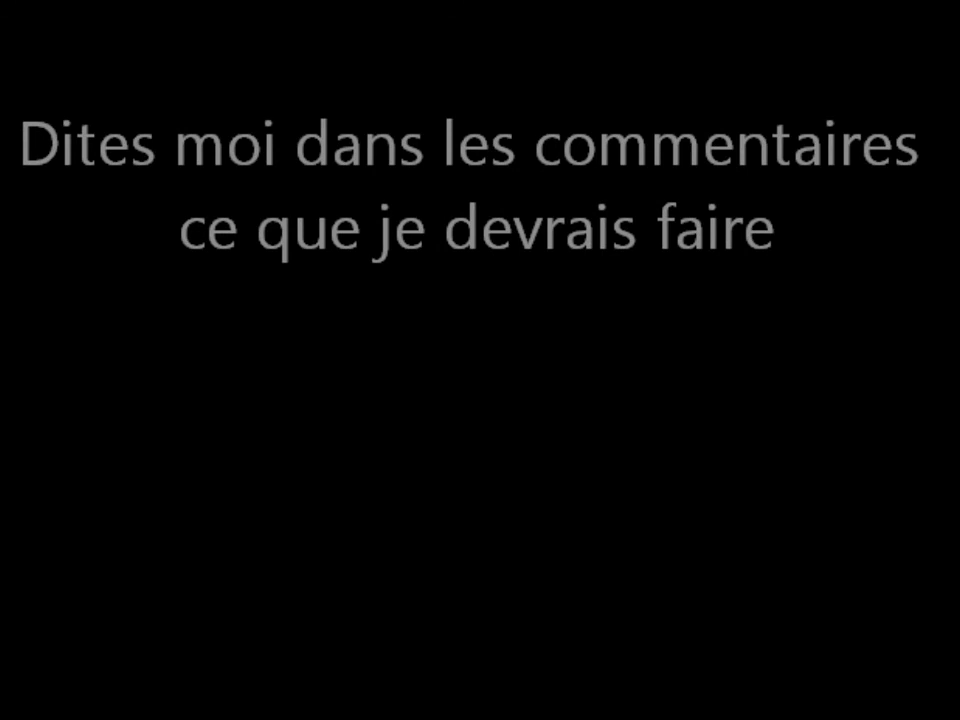 Dites moi dans les commentaires
ce que je devrais faire